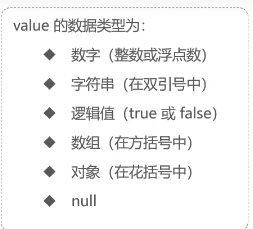 value 的数据类型为：
◆ 数字（整数或浮点数）
◆ 字符串（在双引号中）
◆ 逻辑值（true 或 false）
◆ 数组（在方括号中）
◆ 对象（在花括号中）
◆ null